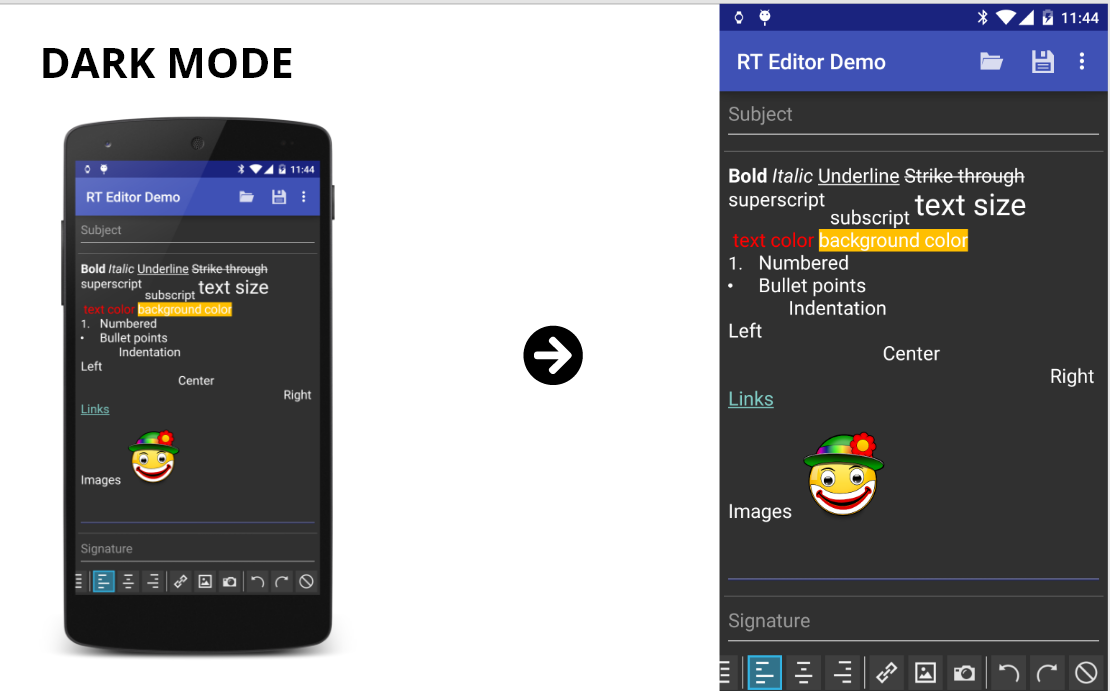 DARK MODE
11:44
RT Editor Demo
Subject
Bold Italic Underline Strike through
superscript subscript text size
text color background color
1. Numbered
• Bullet points
Indentation
Left
Center
Right
Links
Images
Signature
11:44
RT Editor Demo
Subject
Bold Italic Underline Strike through
superscript subscript text size
text color background color
1. Numbered
• Bullet points
Indentation
Left
Center
Right
Links
Images
Signature